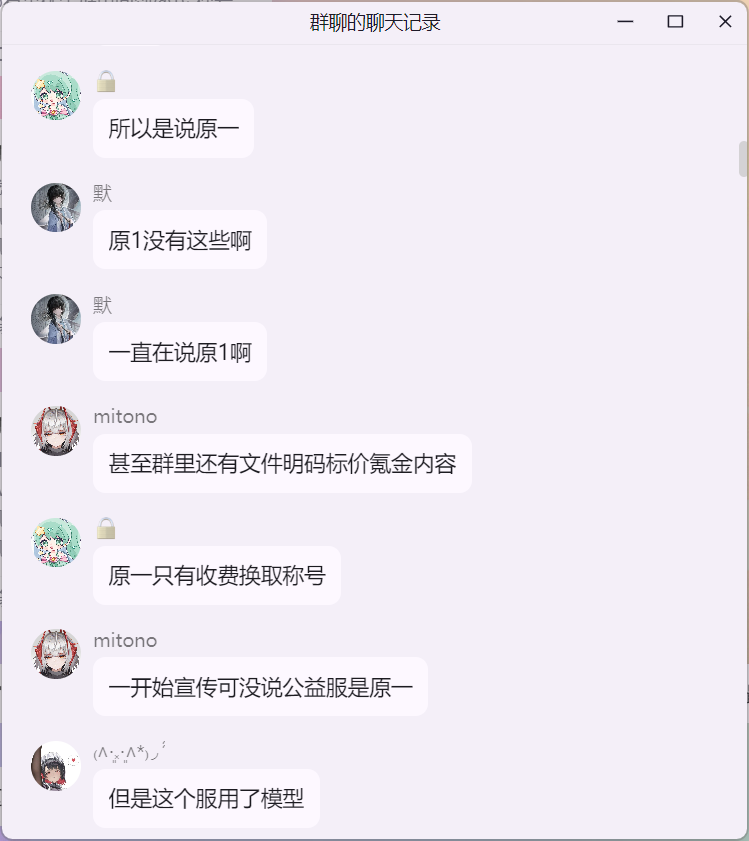 群聊的聊天记录
🔒
所以是说原一
默
原1没有这些啊
默
一直在说原1啊
mitono
甚至群里还有文件明码标价氪金内容
🔒
原一只有收费换取称号
mitono
一开始宣传可没说公益服是原一
但是这个服用了模型